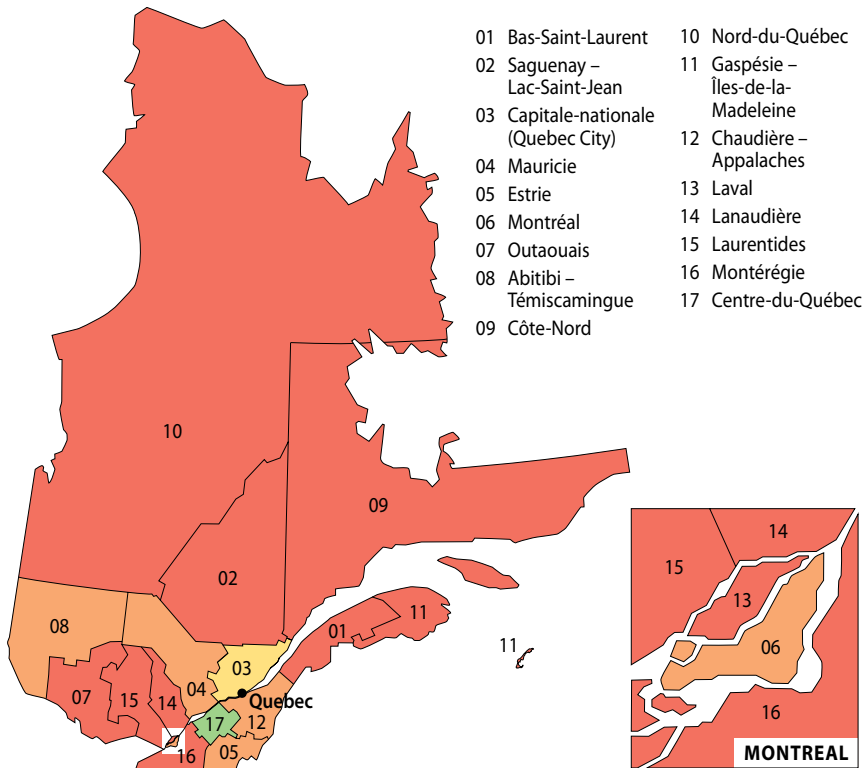 01 Bas-Saint-Laurent
02 Saguenay –
Lac-Saint-Jean
03 Capitale-nationale
(Quebec City)
04 Mauricie
05 Estrie
06 Montréal
07 Outaouais
08 Abitibi –
Témiscamingue
09 Côte-Nord
10 Nord-du-Québec
11 Gaspésie –
Îles-de-la-
Madeleine
12 Chaudière –
Appalaches
13 Laval
14 Lanaudière
15 Laurentides
16 Montérégie
17 Centre-du-Québec
10
09
02
08
01
11
11
03
04
07
15
14
Quebec
17
12
05
16
14
15
13
06
16
MONTREAL